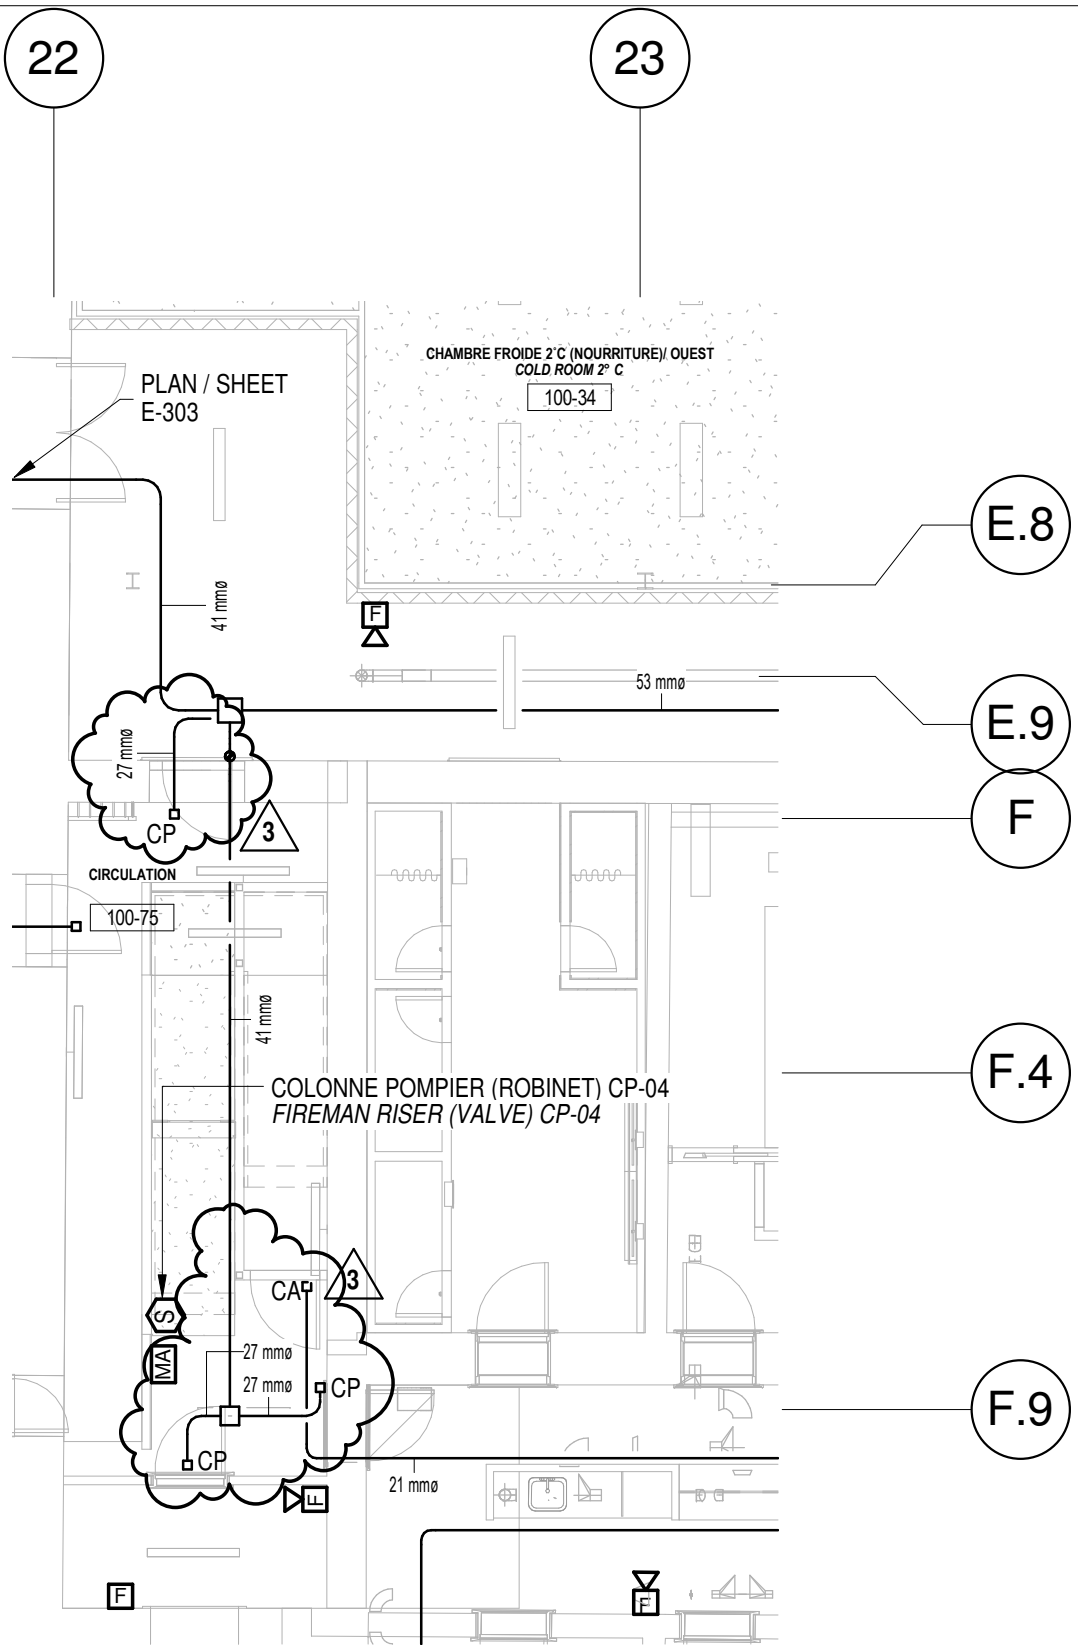 22
23
CHAMBRE FROIDE 2°C (NOURRITURE)/ OUEST
COLD ROOM 2° C
100-34
PLAN / SHEET
E-303
E.8
41 mmø
F
53 mmø
E.9
27 mmø
CP
3
F
CIRCULATION
100-75
41 mmø
F.4
COLONNE POMPIER (ROBINET) CP-04
FIREMAN RISER (VALVE) CP-04
CA
3
S
MA
27 mmø
27 mmø
CP
F.9
CP
21 mmø
F
F
F